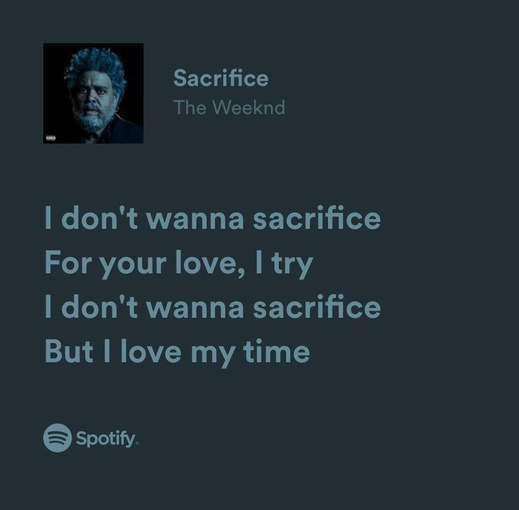 Sacrifice
The Weeknd
I don't wanna sacrifice
For your love, I try
I don't wanna sacrifice
But I love my time
Spotify